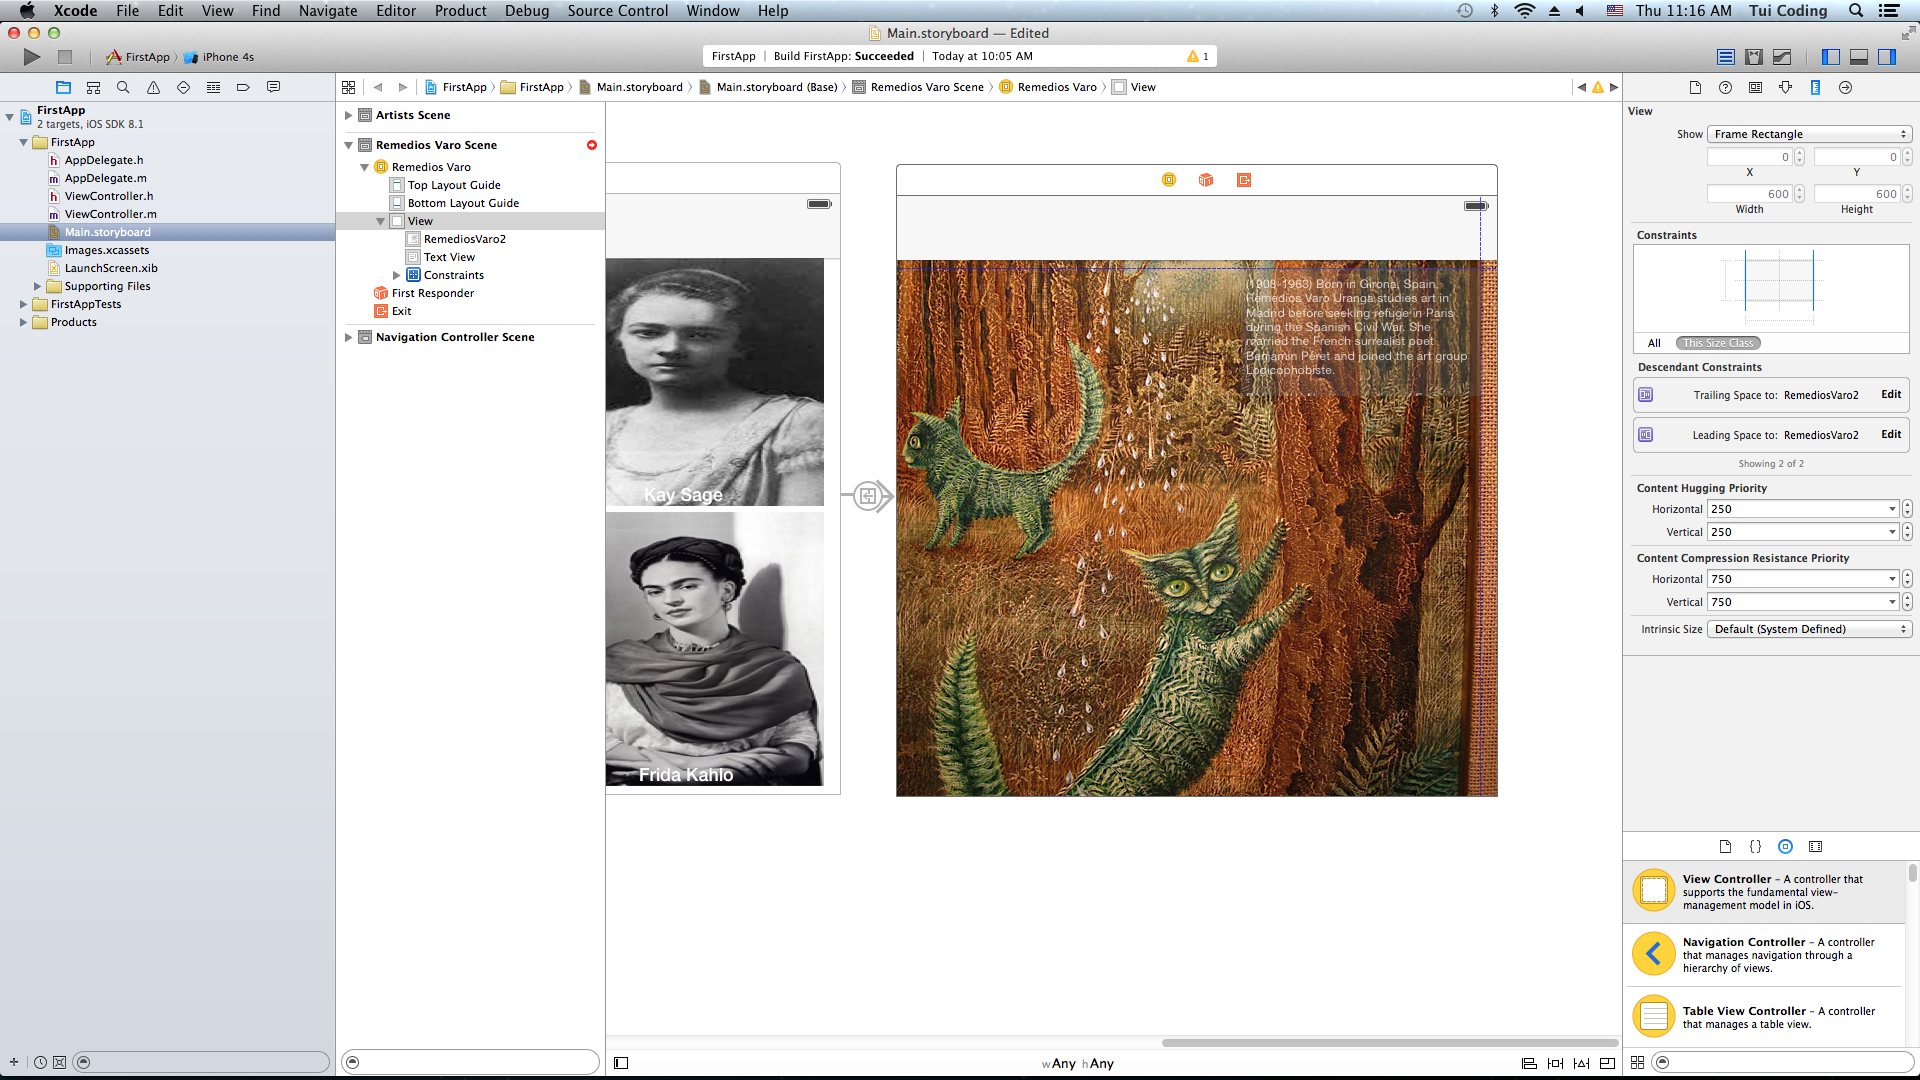 Xcode File Edit View Find Navigate Editor Product Debug Source Control Window Help
Thu 11:16 AM Tui Coding
Main.storyboard — Edited
FirstApp iPhone 4s
FirstApp Build FirstApp: Succeeded Today at 10:05 AM 1
FirstApp FirstApp Main.storyboard Main.storyboard (Base) Remedios Varo Scene Remedios Varo View
FirstApp
2 targets, iOS SDK 8.1
FirstApp
h AppDelegate.h
m AppDelegate.m
h ViewController.h
m ViewController.m
Main.storyboard
Images.xcassets
LaunchScreen.xib
Supporting Files
FirstAppTests
Products
Artists Scene
Remedios Varo Scene
Remedios Varo
Top Layout Guide
Bottom Layout Guide
View
RemediosVaro2
Text View
Constraints
First Responder
Exit
Navigation Controller Scene
Kay Sage
Frida Kahlo
(1908-1963) Born in Girona, Spain,
Remedios Varo Uranga studies art in
Madrid before seeking refuge in Paris
during the Spanish Civil War. She
married the French surrealist poet
Benjamin Péret and joined the art group
Logicophobiste.
wAny hAny
View
Show Frame Rectangle
0 0
X Y
600 600
Width Height
Constraints
All This Size Class
Descendant Constraints
Trailing Space to: RemediosVaro2 Edit
Leading Space to: RemediosVaro2 Edit
Showing 2 of 2
Content Hugging Priority
Horizontal 250
Vertical 250
Content Compression Resistance Priority
Horizontal 750
Vertical 750
Intrinsic Size Default (System Defined)
{}
View Controller – A controller that
supports the fundamental view-
management model in iOS.
Navigation Controller – A controller
that manages navigation through a
hierarchy of views.
Table View Controller – A controller
that manages a table view.